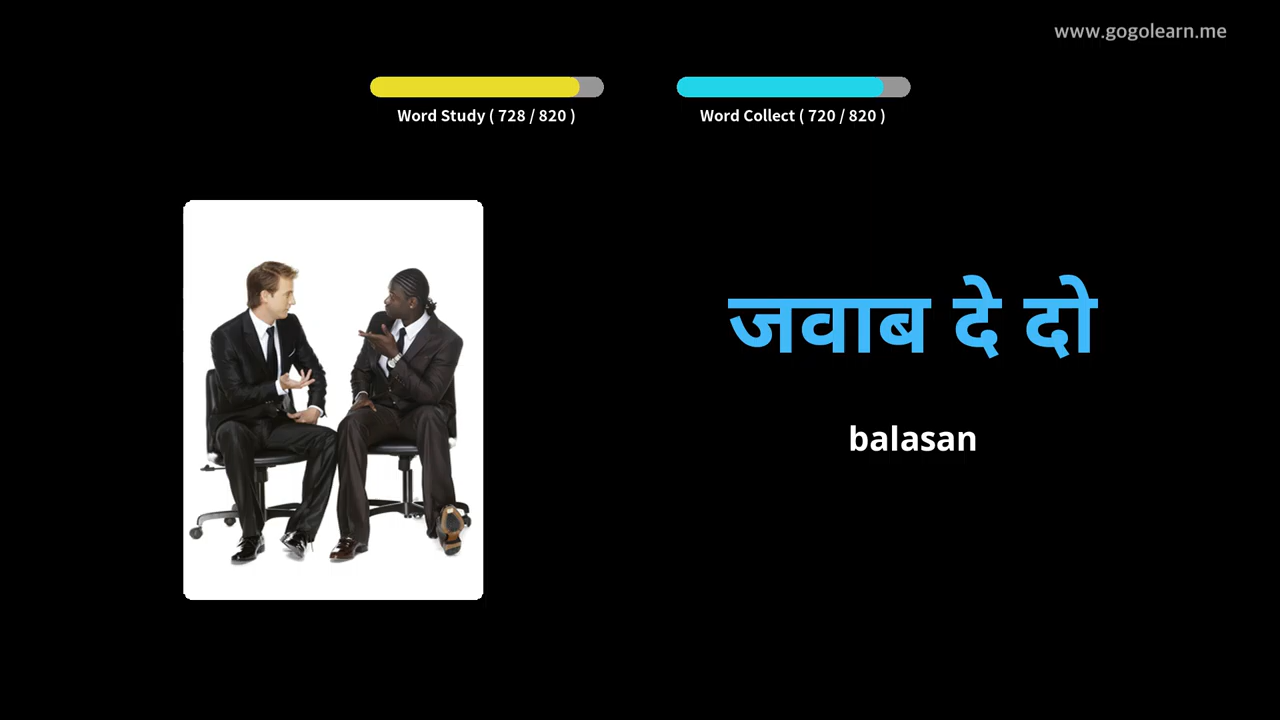 www.gogolearn.me
Word Study ( 728 / 820 )
Word Collect ( 720 / 820 )
जवाब दे दो
balasan